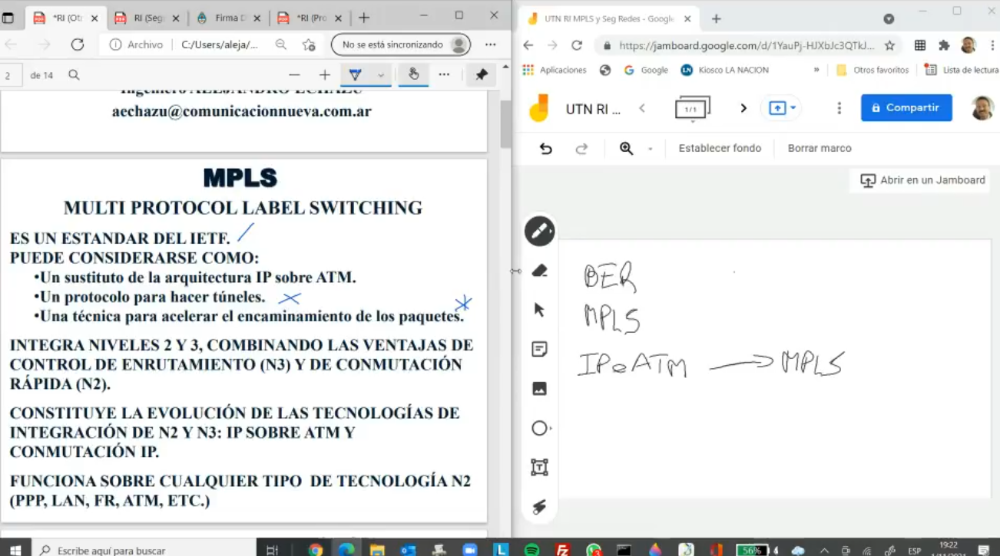 *RI (Ot
RI (Seg
Firma D
*RI (Pro
Archivo
C:/Users/aleja/...
No se está sincronizando
2
de 14
aechazu@comunicacionnueva.com.ar
MPLS
MULTI PROTOCOL LABEL SWITCHING
ES UN ESTANDAR DEL IETF.
PUEDE CONSIDERARSE COMO:
•Un sustituto de la arquitectura IP sobre ATM.
•Un protocolo para hacer túneles.
•Una técnica para acelerar el encaminamiento de los paquetes.
INTEGRA NIVELES 2 Y 3, COMBINANDO LAS VENTAJAS DE
CONTROL DE ENRUTAMIENTO (N3) Y DE CONMUTACIÓN
RÁPIDA (N2).
CONSTITUYE LA EVOLUCIÓN DE LAS TECNOLOGÍAS DE
INTEGRACIÓN DE N2 Y N3: IP SOBRE ATM Y
CONMUTACIÓN IP.
FUNCIONA SOBRE CUALQUIER TIPO DE TECNOLOGÍA N2
(PPP, LAN, FR, ATM, ETC.)
Escribe aquí para buscar
UTN RI MPLS y Seg Redes - Google
https://jamboard.google.com/d/1YauPj-HJXbJc3QTkJ...
Aplicaciones
Google
LN
Kiosco LA NACION
»
Otros favoritos
Lista de lectura
UTN RI ...
1/1
Compartir
Establecer fondo
Borrar marco
Abrir en un Jamboard
BER
MPLS
IPoATM → MPLS
56%
ESP
19:22